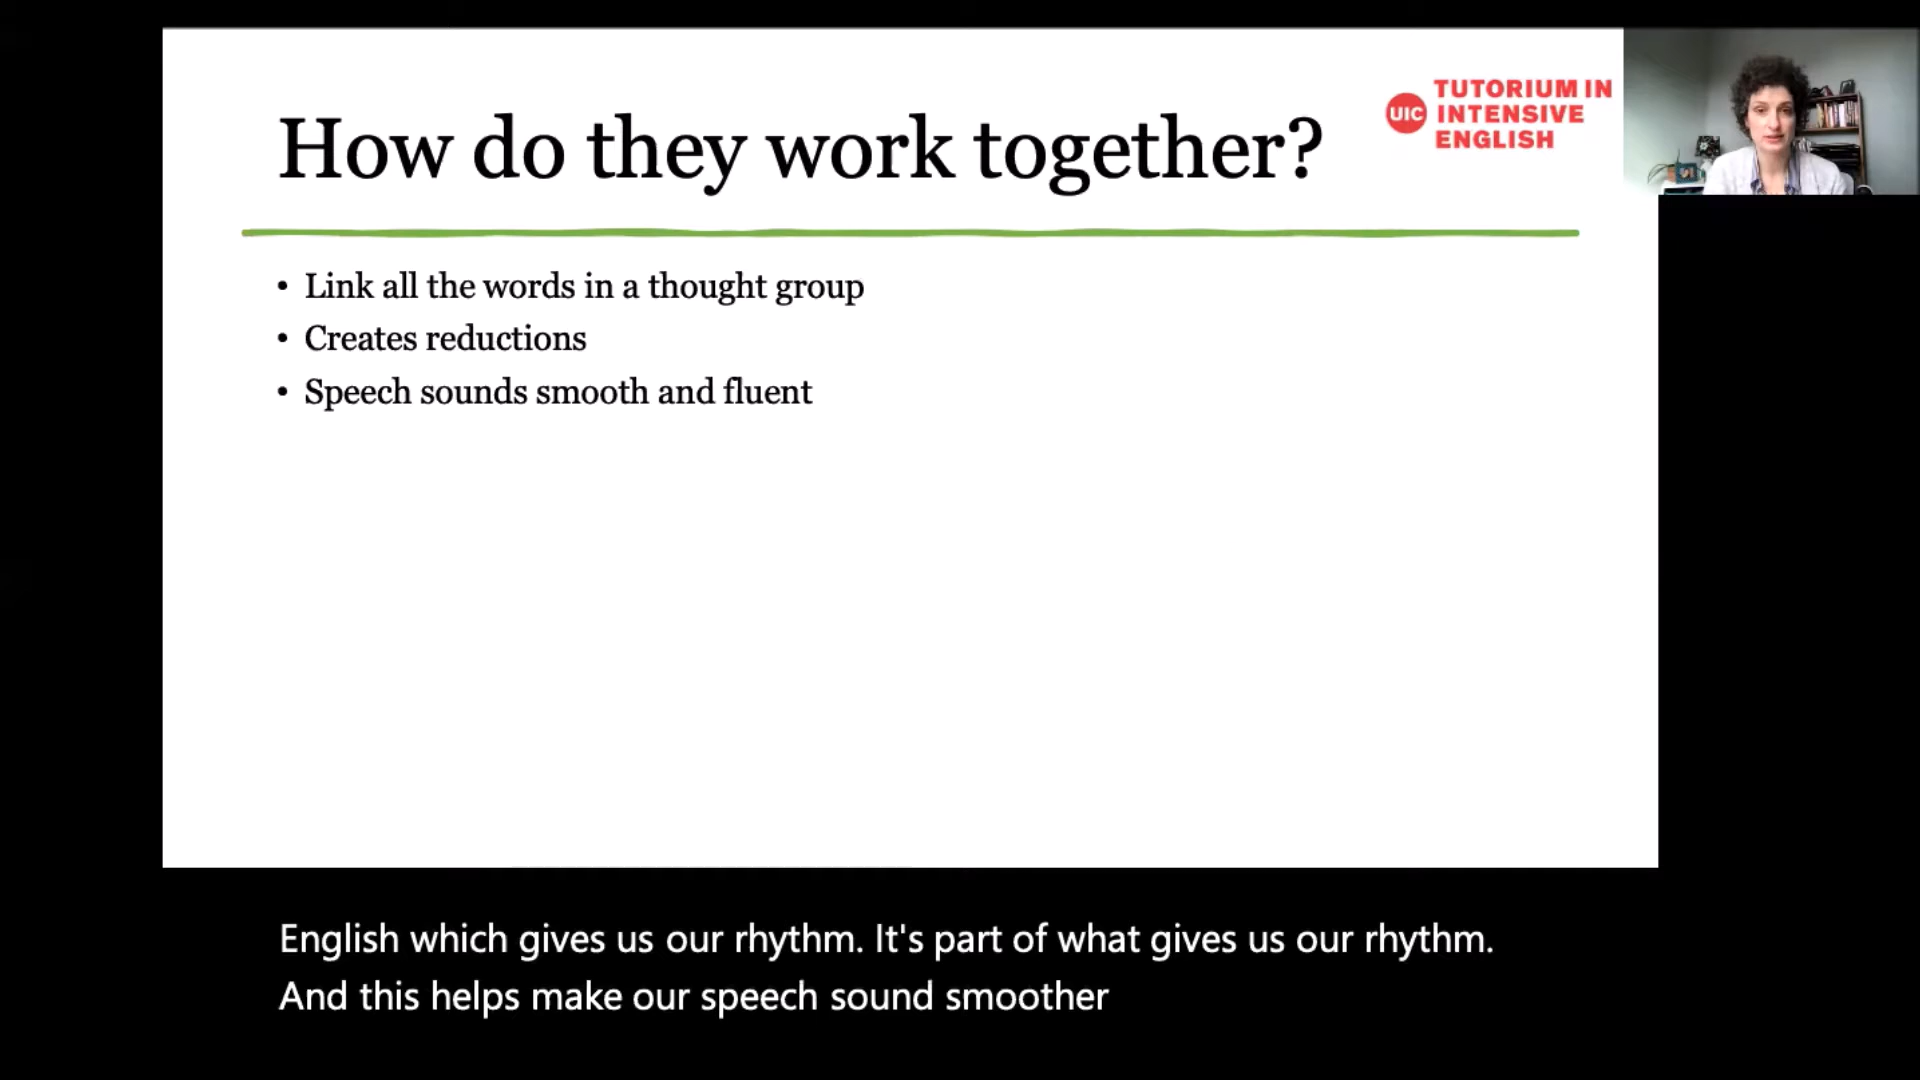 How do they work together?
UIC
TUTORIUM IN
INTENSIVE
ENGLISH
• Link all the words in a thought group
• Creates reductions
• Speech sounds smooth and fluent
English which gives us our rhythm. It's part of what gives us our rhythm.
And this helps make our speech sound smoother